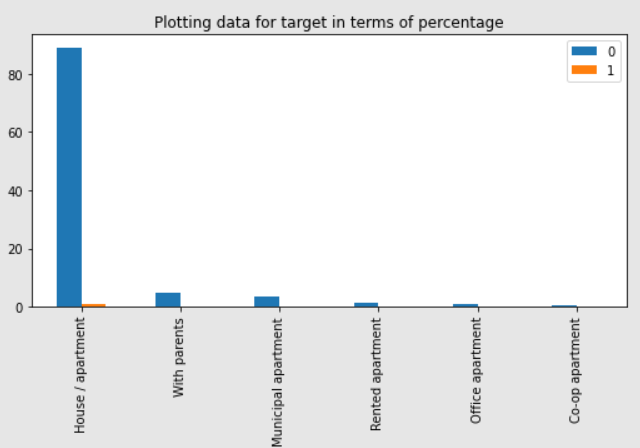 Plotting data for target in terms of percentage
0
1
80
60
40
20
0
House / apartment
With parents
Municipal apartment
Rented apartment
Office apartment
Co-op apartment